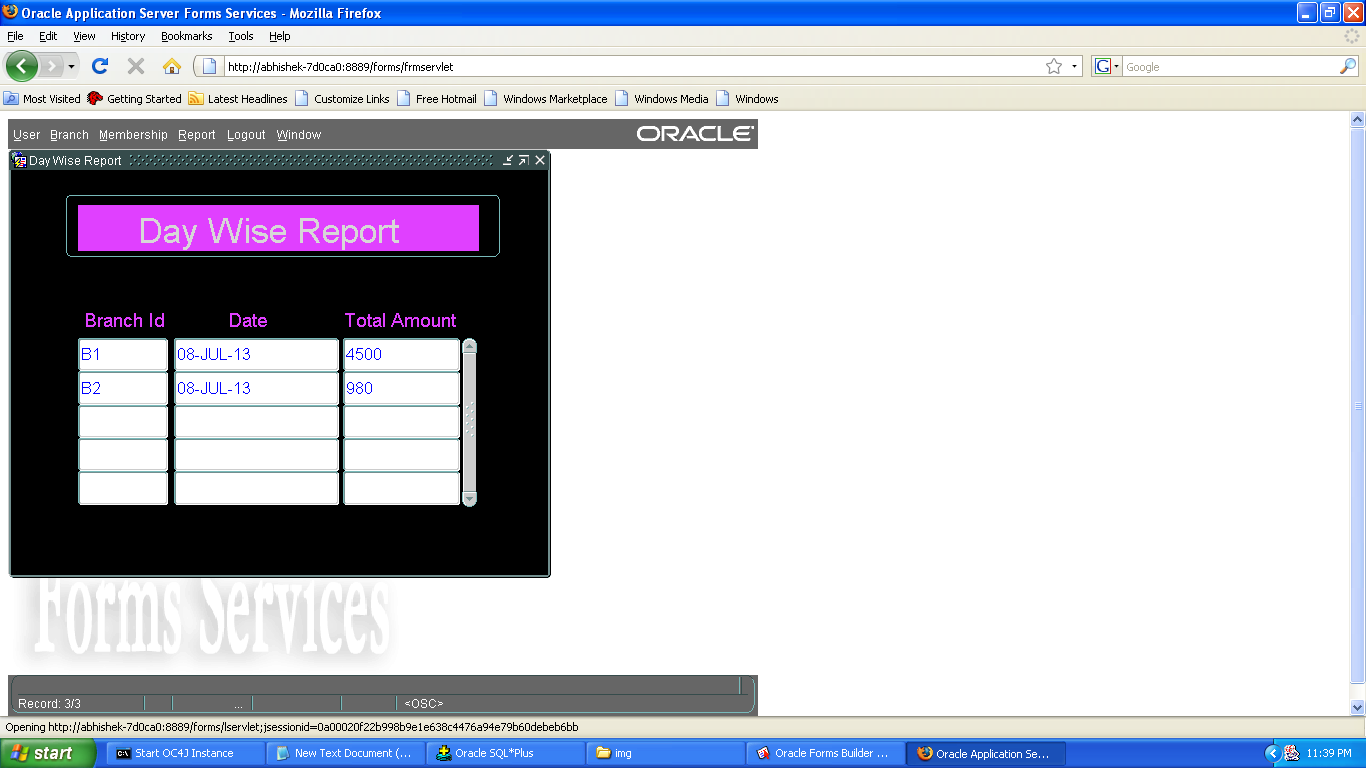 Oracle Application Server Forms Services - Mozilla Firefox
File Edit View History Bookmarks Tools Help
http://abhishek-7d0ca0:8889/forms/frmservlet
G Google
Most Visited Getting Started Latest Headlines Customize Links Free Hotmail Windows Marketplace Windows Media Windows
User Branch Membership Report Logout Window ORACLE
Day Wise Report
Day Wise Report
Branch Id Date Total Amount
B1 08-JUL-13 4500
B2 08-JUL-13 980
Forms Services
Record: 3/3 ... <OSC>
Opening http://abhishek-7d0ca0:8889/forms/lservlet;jsessionid=0a00020f22b998b9e1e638c4476a94e79b60debeb6bb
start Start OC4J Instance New Text Document (... Oracle SQL*Plus img Oracle Forms Builder ... Oracle Application Se... 11:39 PM